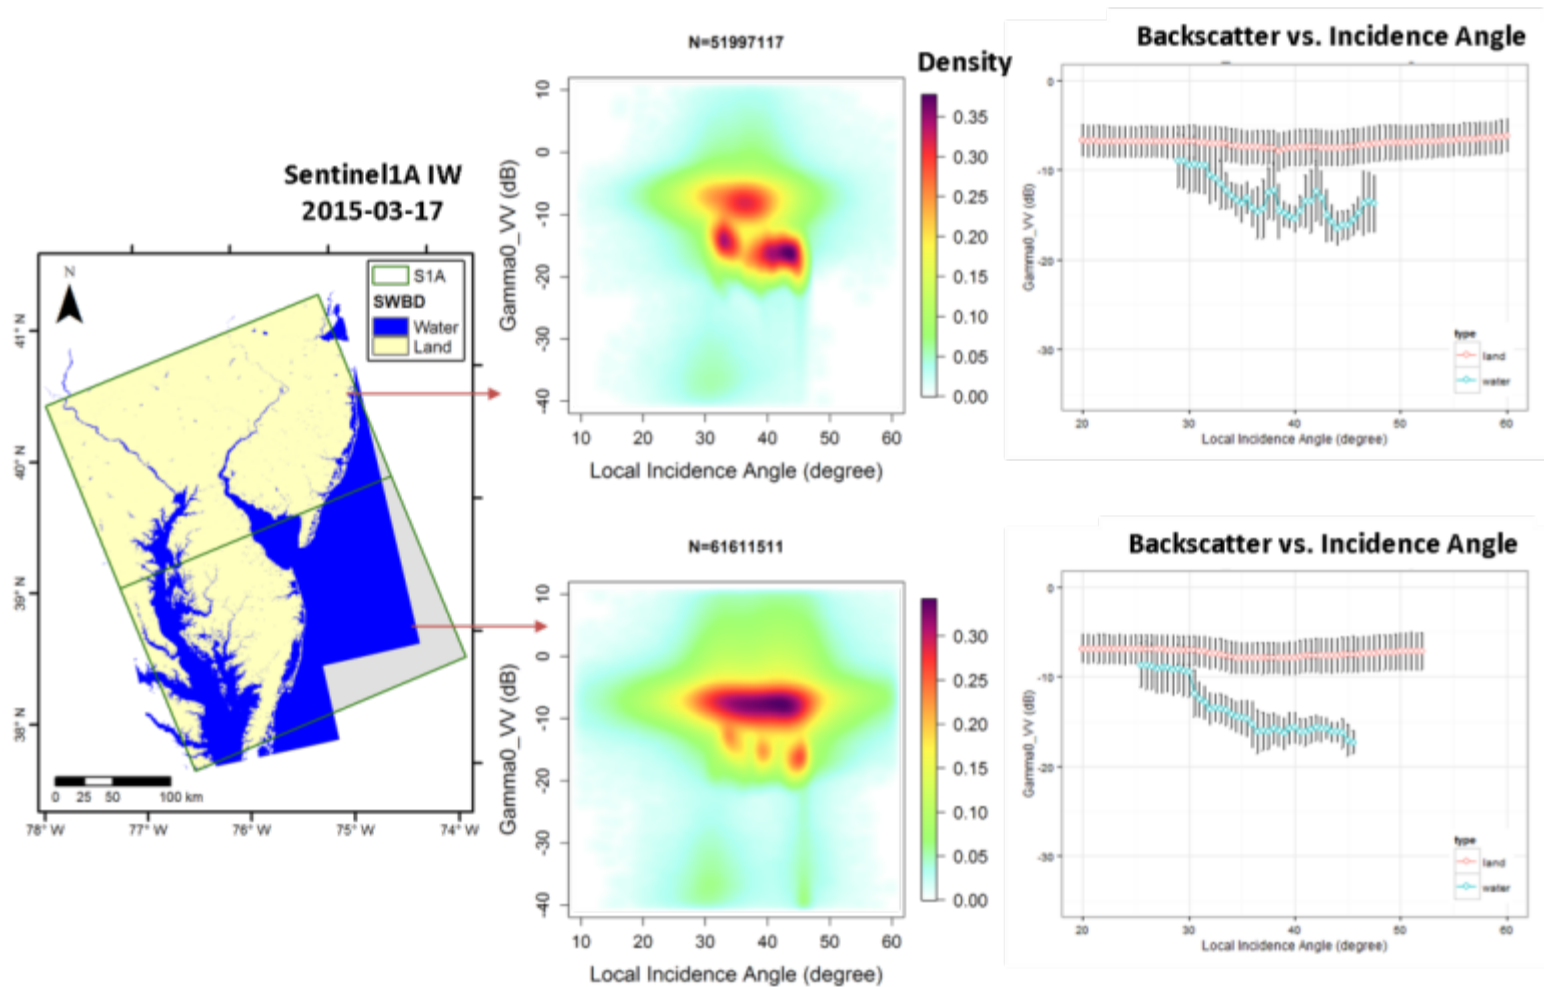 Sentinel1A IW
2015-03-17
N
S1A
SWBD
Water
Land
41° N
40° N
39° N
38° N
0 25 50 100 km
78° W 77° W 76° W 75° W 74° W
N=51997117
Density
Gamma0_VV (dB)
10
0
-10
-20
-30
-40
10 20 30 40 50 60
Local Incidence Angle (degree)
0.35
0.30
0.25
0.20
0.15
0.10
0.05
0.00
Backscatter vs. Incidence Angle
Gamma0_VV (dB)
0
-10
-20
-30
type
land
water
20 30 40 50 60
Local Incidence Angle (degree)
N=61611511
Gamma0_VV (dB)
10
0
-10
-20
-30
-40
10 20 30 40 50 60
Local Incidence Angle (degree)
0.30
0.25
0.20
0.15
0.10
0.05
0.00
Backscatter vs. Incidence Angle
Gamma0_VV (dB)
0
-10
-20
-30
type
land
water
20 30 40 50 60
Local Incidence Angle (degree)